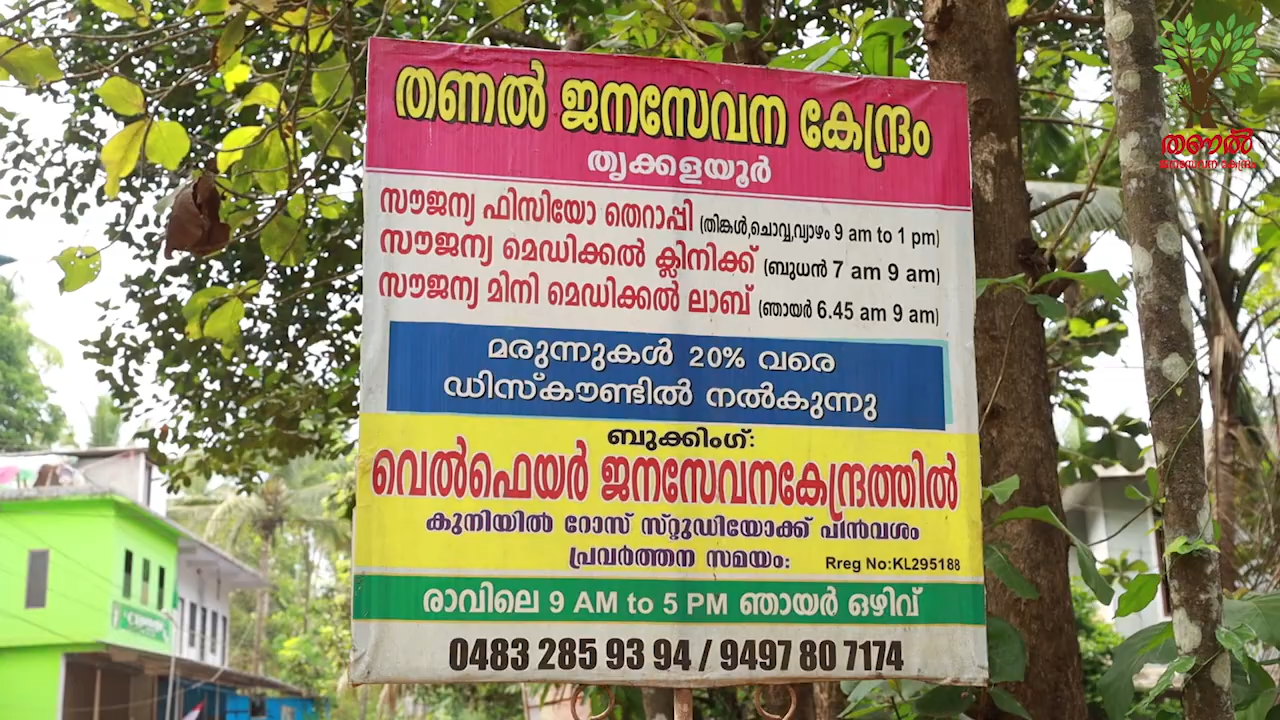 തണൽ ജനസേവന കേന്ദ്രം
തൃക്കളയൂർ
സൗജന്യ ഫിസിയോ തെറാപ്പി (തിങ്കൾ,ചൊവ്വ,വ്യാഴം 9 am to 1 pm)
സൗജന്യ മെഡിക്കൽ ക്ലിനിക്ക് (ബുധൻ 7 am 9 am)
സൗജന്യ മിനി മെഡിക്കൽ ലാബ് (ഞായർ 6.45 am 9 am)
മരുന്നുകൾ 20% വരെ
ഡിസ്കൗണ്ടിൽ നൽകുന്നു
ബുക്കിംഗ്:
വെൽഫെയർ ജനസേവനകേന്ദ്രത്തിൽ
കുനിയിൽ റോസ് സ്റ്റുഡിയോക്ക് പിൻവശം
പ്രവർത്തന സമയം: Rreg No:KL295188
രാവിലെ 9 AM to 5 PM ഞായർ ഒഴിവ്
0483 285 93 94 / 9497 80 7174
തണൽ
ജനസേവന കേന്ദ്രം